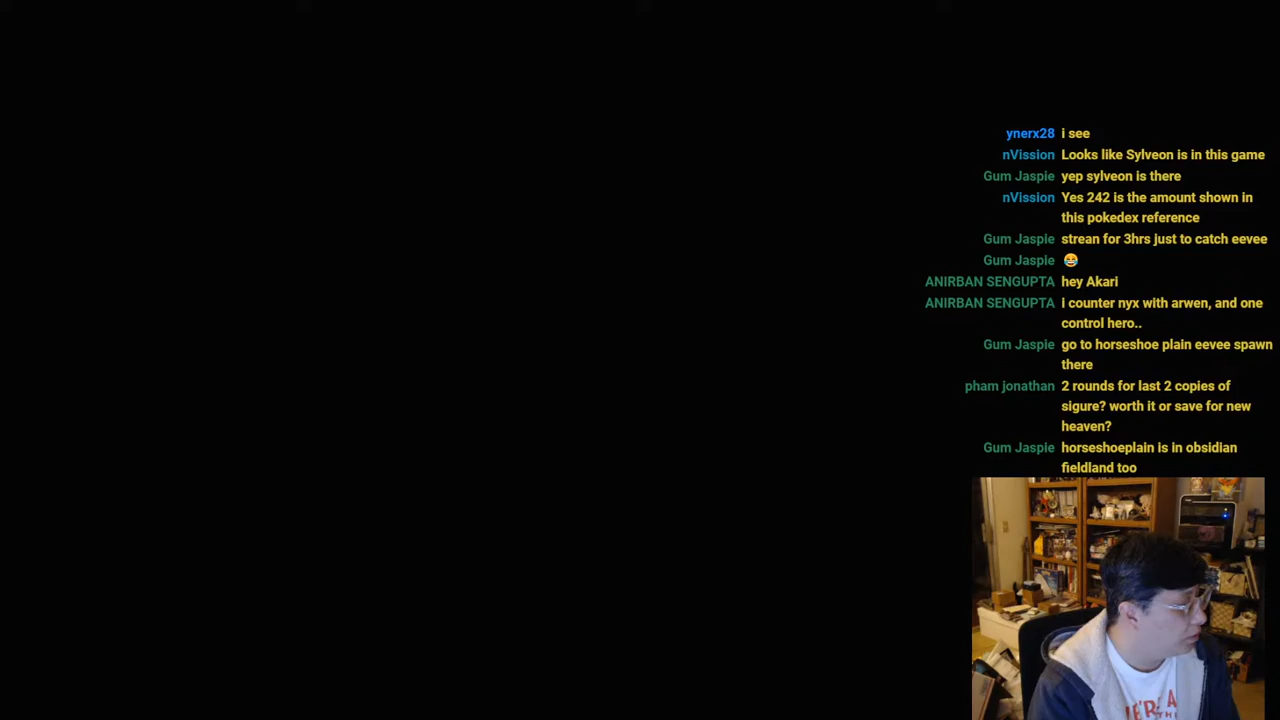 ynerx28 i see
nVission Looks like Sylveon is in this game
Gum Jaspie yep sylveon is there
nVission Yes 242 is the amount shown in
this pokedex reference
Gum Jaspie strean for 3hrs just to catch eevee
Gum Jaspie 😂
ANIRBAN SENGUPTA hey Akari
ANIRBAN SENGUPTA i counter nyx with arwen, and one
control hero..
Gum Jaspie go to horseshoe plain eevee spawn
there
pham jonathan 2 rounds for last 2 copies of
sigure? worth it or save for new
heaven?
Gum Jaspie horseshoeplain is in obsidian
fieldland too